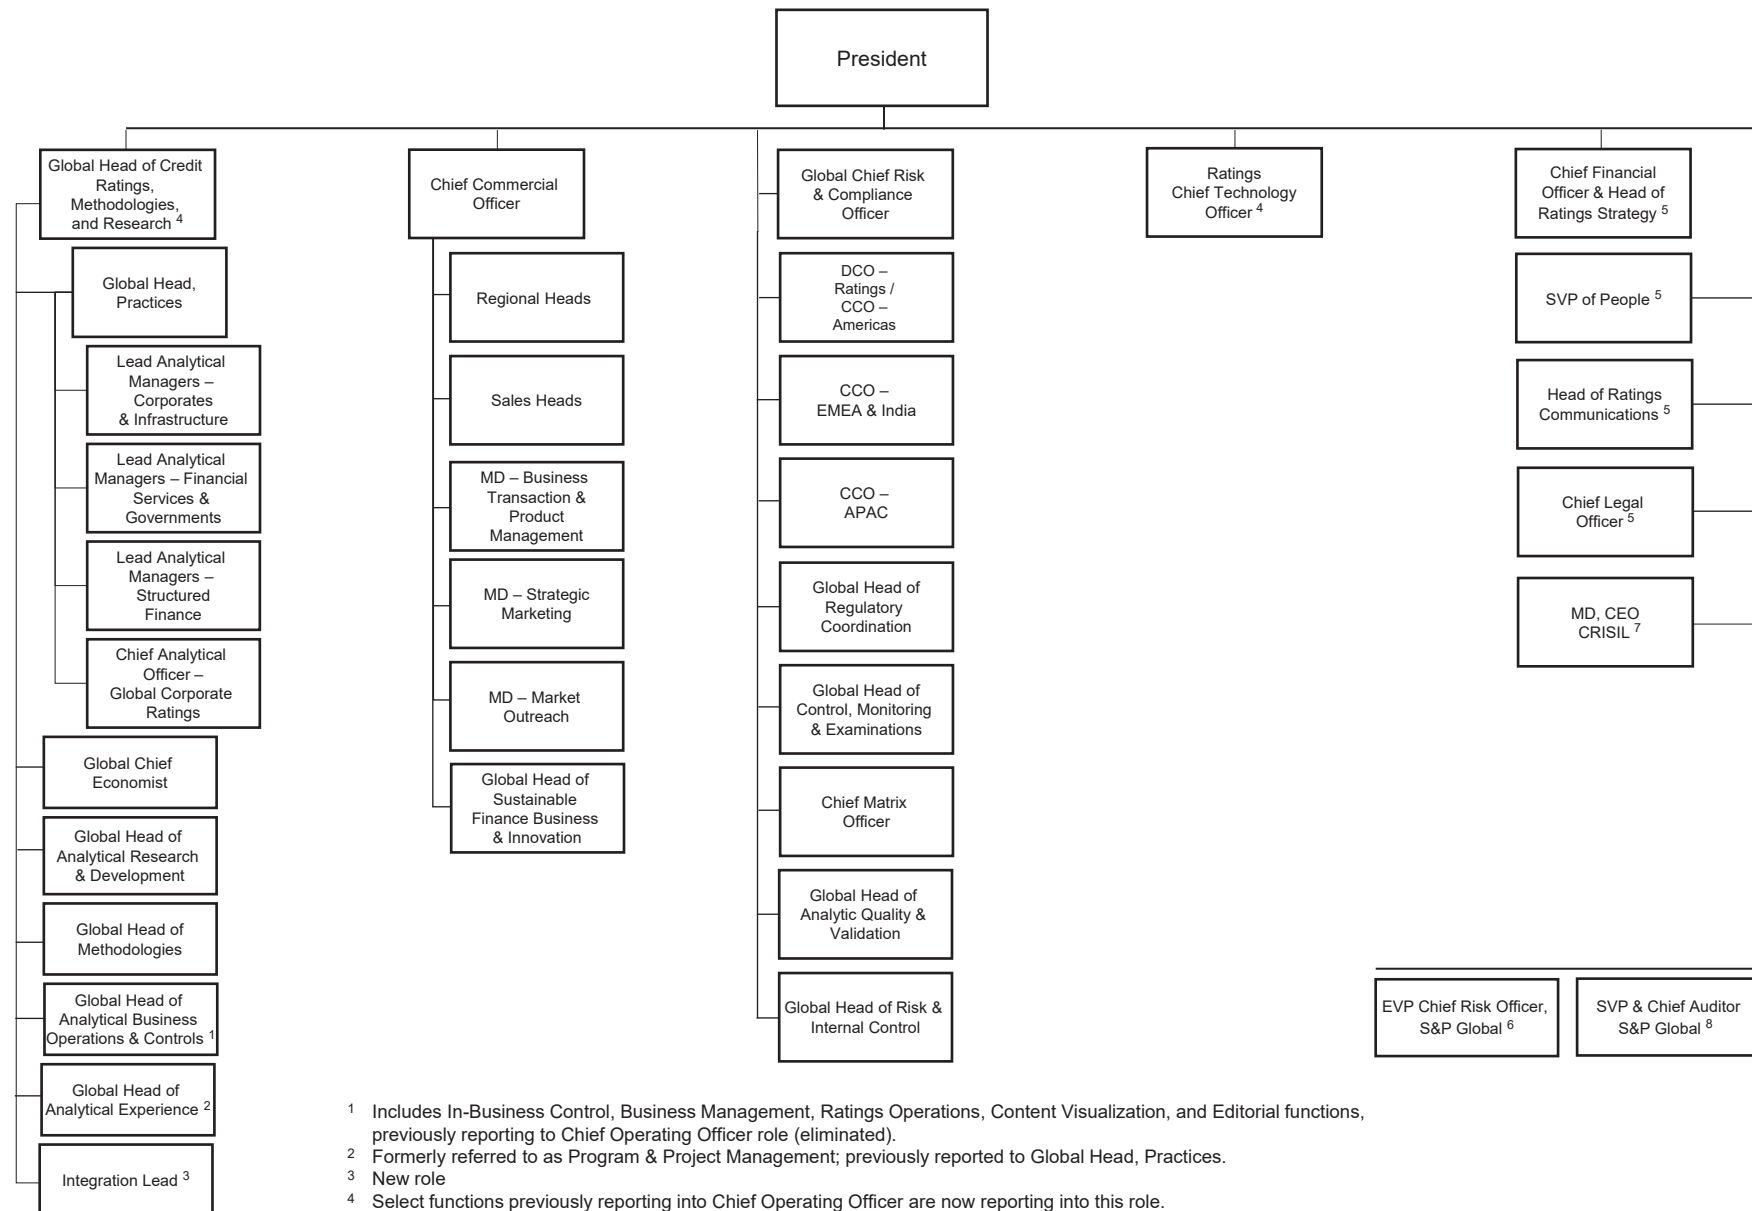 President
Global Head of Credit
Ratings,
Methodologies,
and Research 4
Global Head,
Practices
Lead Analytical
Managers –
Corporates
& Infrastructure
Lead Analytical
Managers – Financial
Services &
Governments
Lead Analytical
Managers –
Structured
Finance
Chief Analytical
Officer –
Global Corporate
Ratings
Global Chief
Economist
Global Head of
Analytical Research
& Development
Global Head of
Methodologies
Global Head of
Analytical Business
Operations & Controls 1
Global Head of
Analytical Experience 2
Integration Lead 3
Chief Commercial
Officer
Regional Heads
Sales Heads
MD – Business
Transaction &
Product
Management
MD – Strategic
Marketing
MD – Market
Outreach
Global Head of
Sustainable
Finance Business
& Innovation
Global Chief Risk
& Compliance
Officer
DCO –
Ratings /
CCO –
Americas
CCO –
EMEA & India
CCO –
APAC
Global Head of
Regulatory
Coordination
Global Head of
Control, Monitoring
& Examinations
Chief Matrix
Officer
Global Head of
Analytic Quality &
Validation
Global Head of Risk &
Internal Control
Ratings
Chief Technology
Officer 4
Chief Financial
Officer & Head of
Ratings Strategy 5
SVP of People 5
Head of Ratings
Communications 5
Chief Legal
Officer 5
MD, CEO
CRISIL 7
EVP Chief Risk Officer,
S&P Global 6
SVP & Chief Auditor
S&P Global 8
1 Includes In-Business Control, Business Management, Ratings Operations, Content Visualization, and Editorial functions,
previously reporting to Chief Operating Officer role (eliminated).
2 Formerly referred to as Program & Project Management; previously reported to Global Head, Practices.
3 New role
4 Select functions previously reporting into Chief Operating Officer are now reporting into this role.